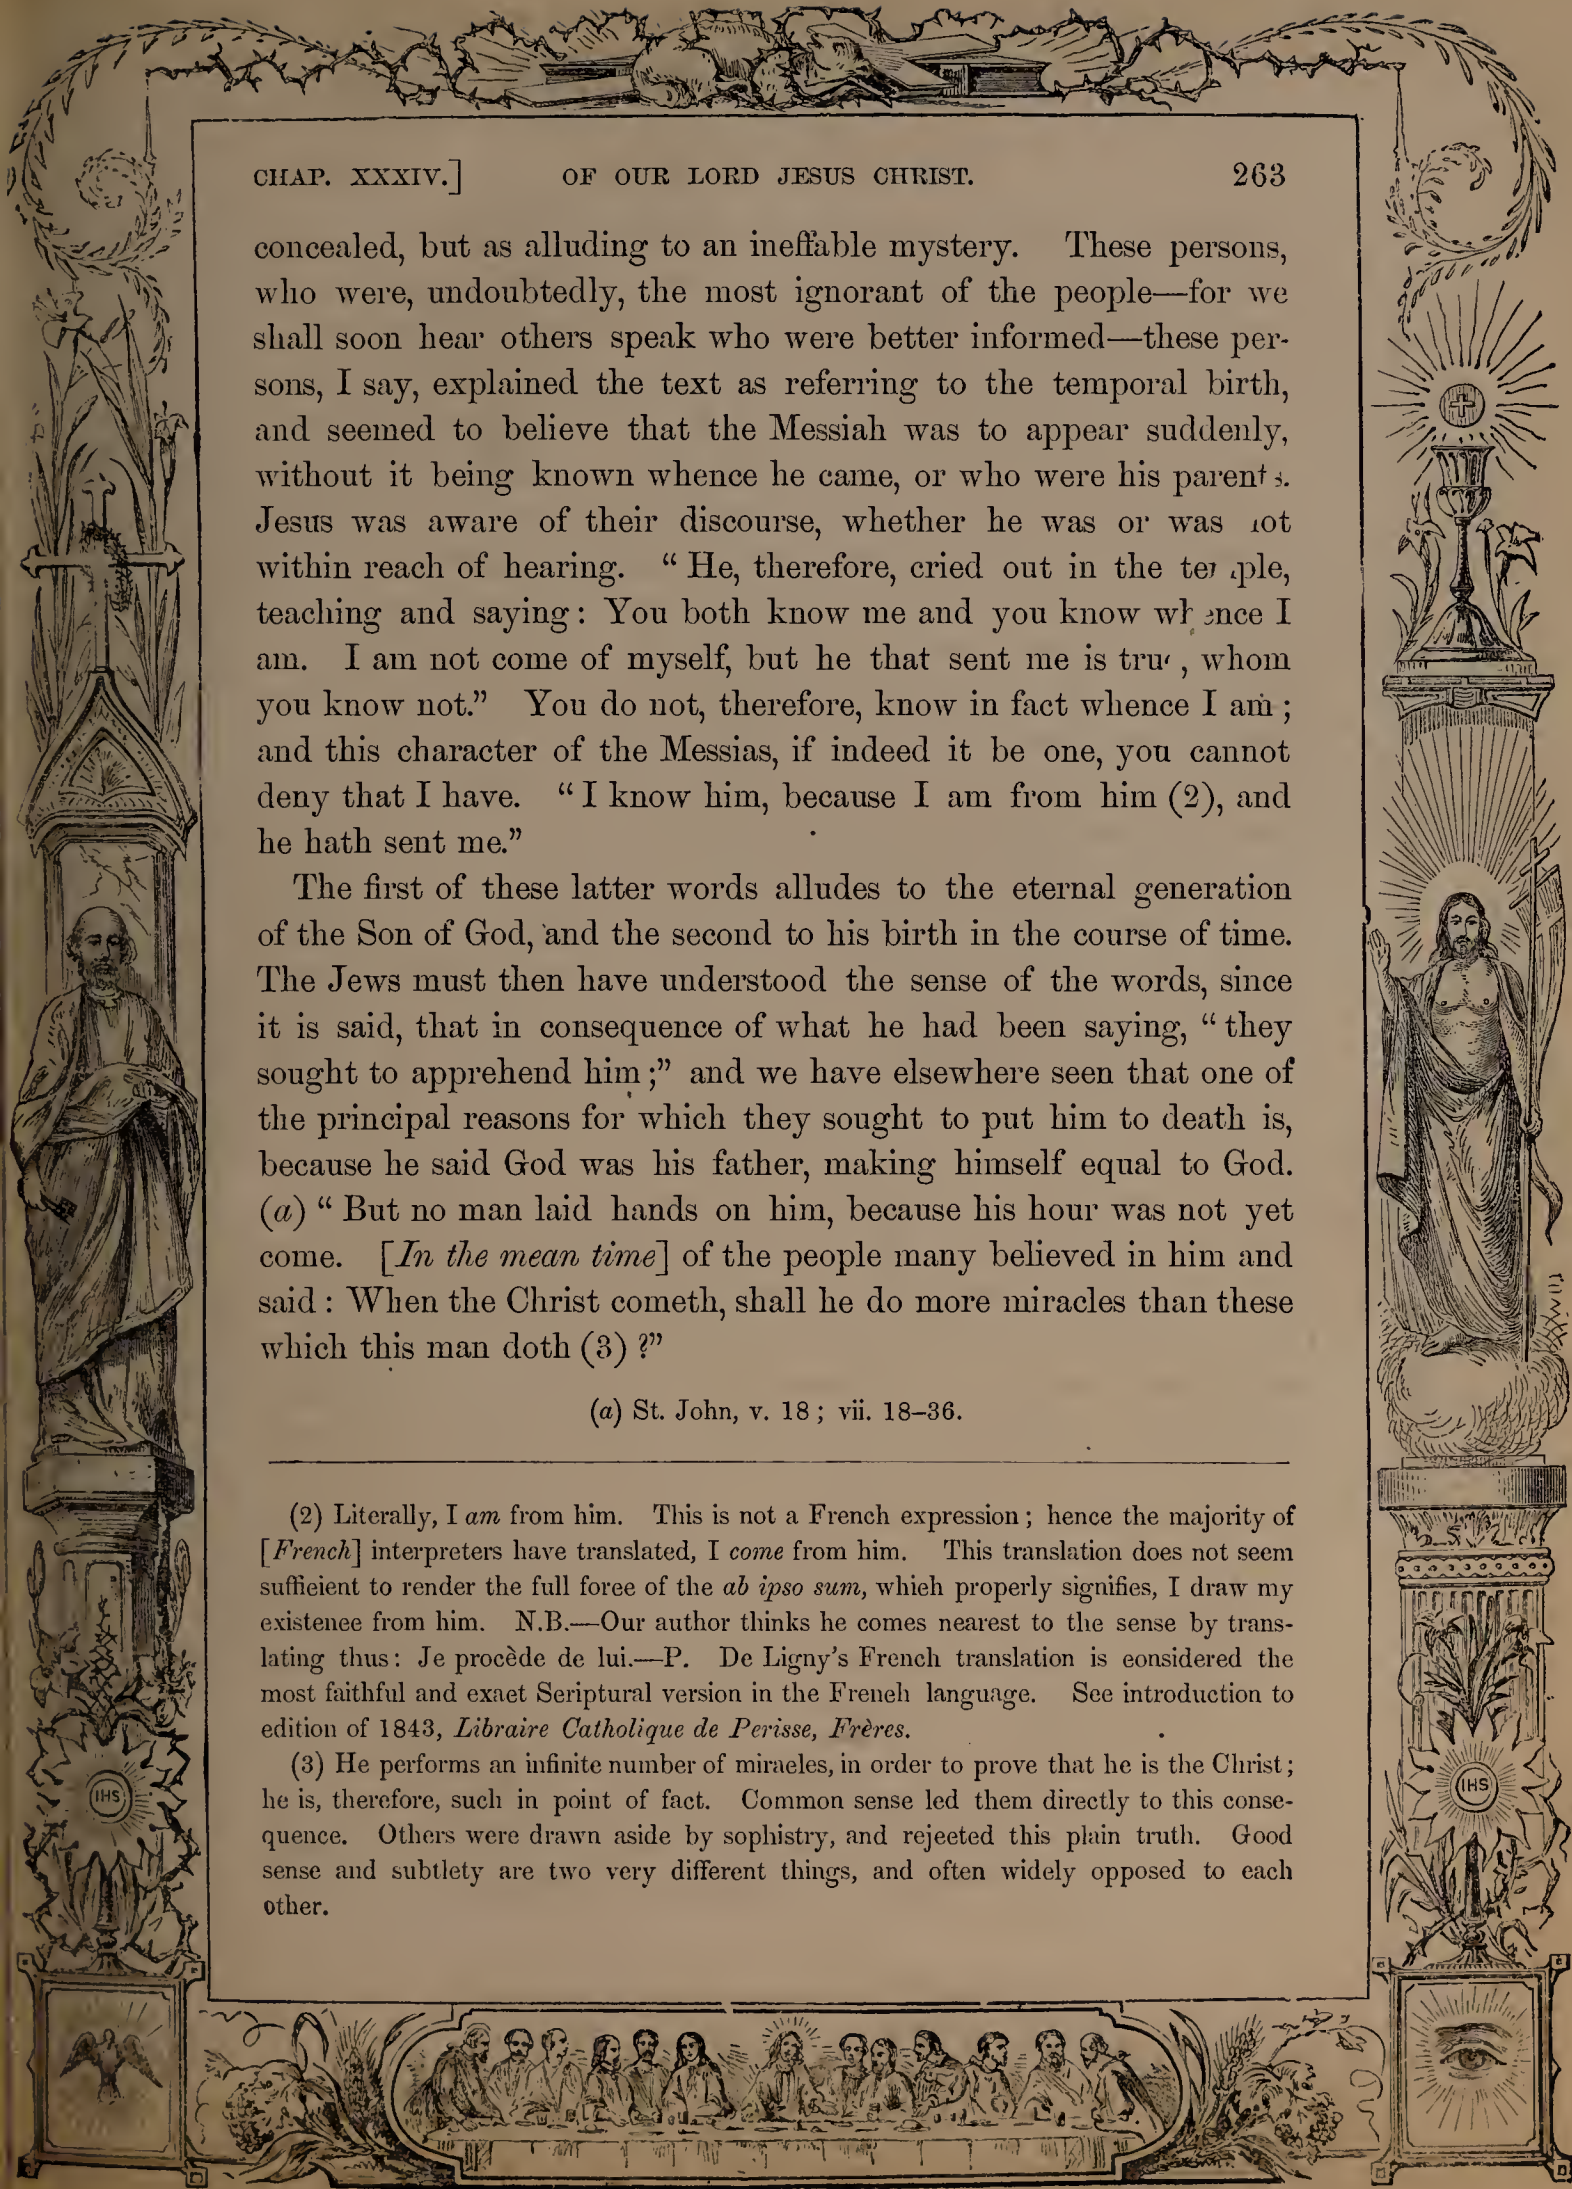 CHAP. XXXIV.] OF OUR LORD JESUS CHRIST. 263
concealed, but as alluding to an ineffable mystery. These persons,
who were, undoubtedly, the most ignorant of the people—for we
shall soon hear others speak who were better informed—these per-
sons, I say, explained the text as referring to the temporal birth,
and seemed to believe that the Messiah was to appear suddenly,
without it being known whence he came, or who were his parents.
Jesus was aware of their discourse, whether he was or was not
within reach of hearing. “ He, therefore, cried out in the temple,
teaching and saying : You both know me and you know whence I
am. I am not come of myself, but he that sent me is true, whom
you know not.” You do not, therefore, know in fact whence I am ;
and this character of the Messias, if indeed it be one, you cannot
deny that I have. “ I know him, because I am from him (2), and
he hath sent me.”
The first of these latter words alludes to the eternal generation
of the Son of God, and the second to his birth in the course of time.
The Jews must then have understood the sense of the words, since
it is said, that in consequence of what he had been saying, “ they
sought to apprehend him ;” and we have elsewhere seen that one of
the principal reasons for which they sought to put him to death is,
because he said God was his father, making himself equal to God.
(a) “ But no man laid hands on him, because his hour was not yet
come. [In the mean time] of the people many believed in him and
said : When the Christ cometh, shall he do more miracles than these
which this man doth (3) ?”
(a) St. John, v. 18 ; vii. 18–36.
(2) Literally, I am from him. This is not a French expression ; hence the majority of
[French] interpreters have translated, I come from him. This translation does not seem
sufficient to render the full force of the ab ipso sum, which properly signifies, I draw my
existence from him. N.B.—Our author thinks he comes nearest to the sense by trans-
lating thus : Je procède de lui.—P. De Ligny’s French translation is considered the
most faithful and exact Scriptural version in the French language. See introduction to
edition of 1843, Libraire Catholique de Perisse, Frères.
(3) He performs an infinite number of miracles, in order to prove that he is the Christ ;
he is, therefore, such in point of fact. Common sense led them directly to this conse-
quence. Others were drawn aside by sophistry, and rejected this plain truth. Good
sense and subtlety are two very different things, and often widely opposed to each
other.
IHS
IHS